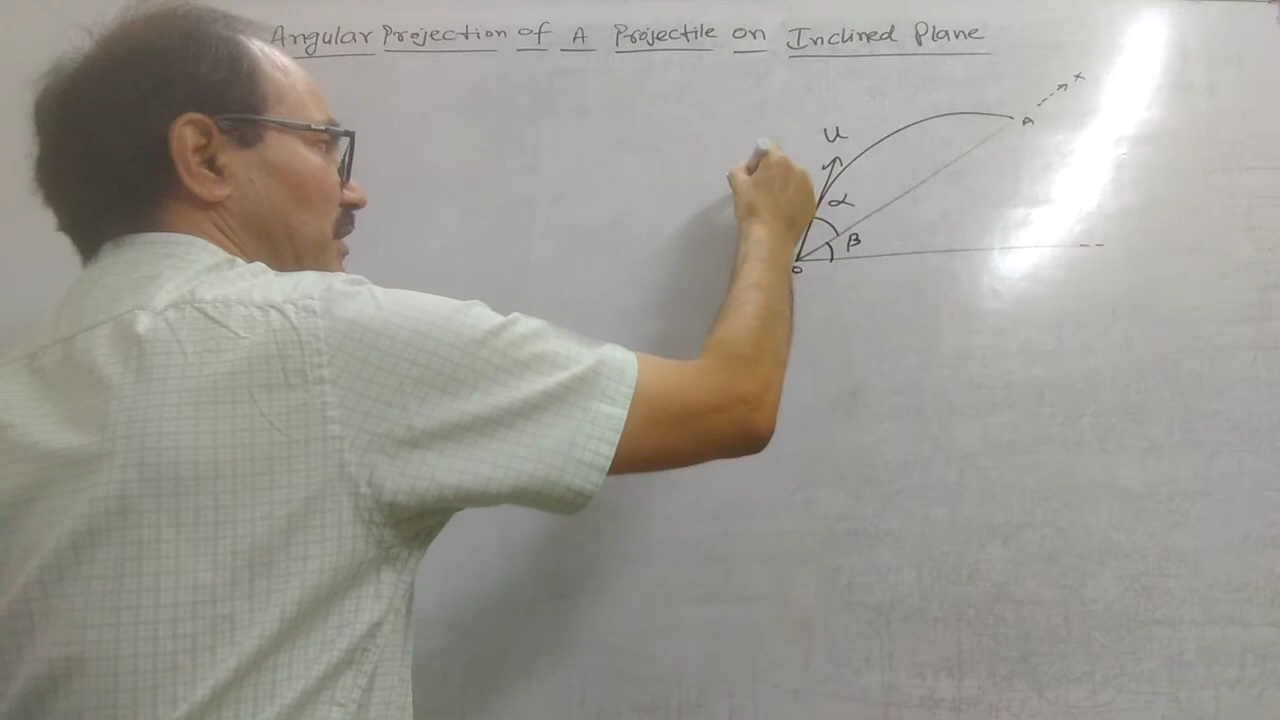 Angular Projection of A Projectile on Inclined Plane
x
A
u
α
β
O